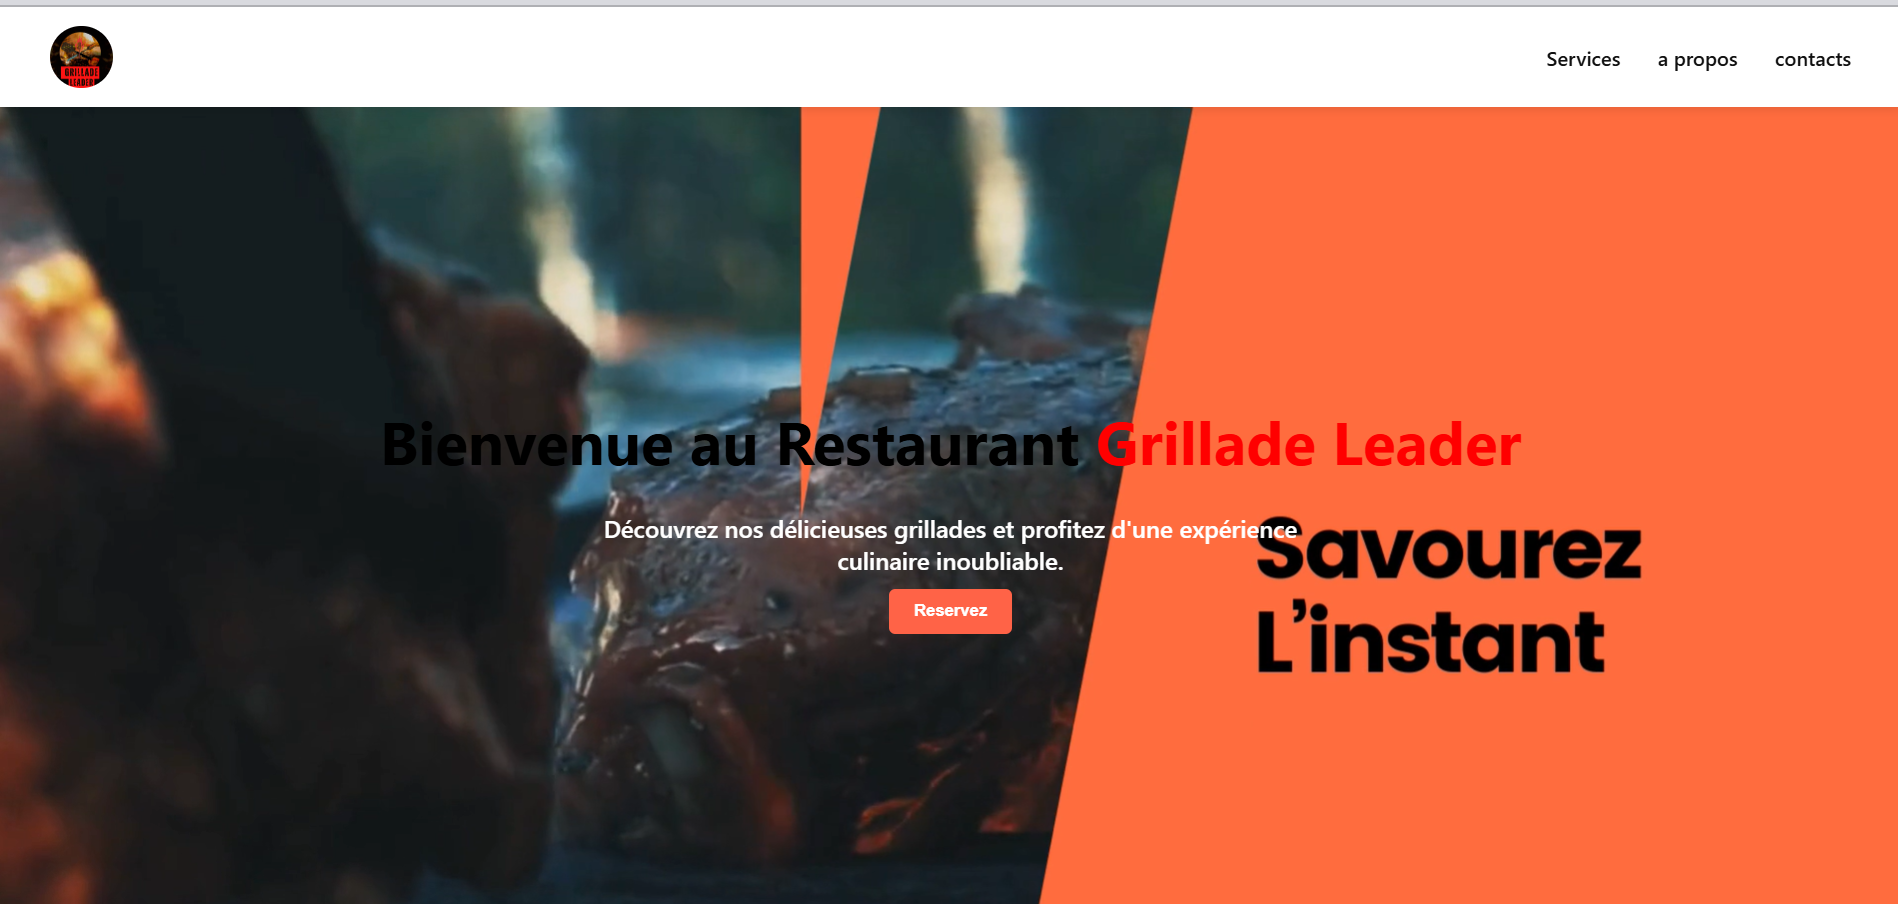 GRILLADE
LEADER
Services a propos contacts
Bienvenue au Restaurant Grillade Leader
Découvrez nos délicieuses grillades et profitez d'une expérience
culinaire inoubliable.
Reservez
Savourez
L’instant